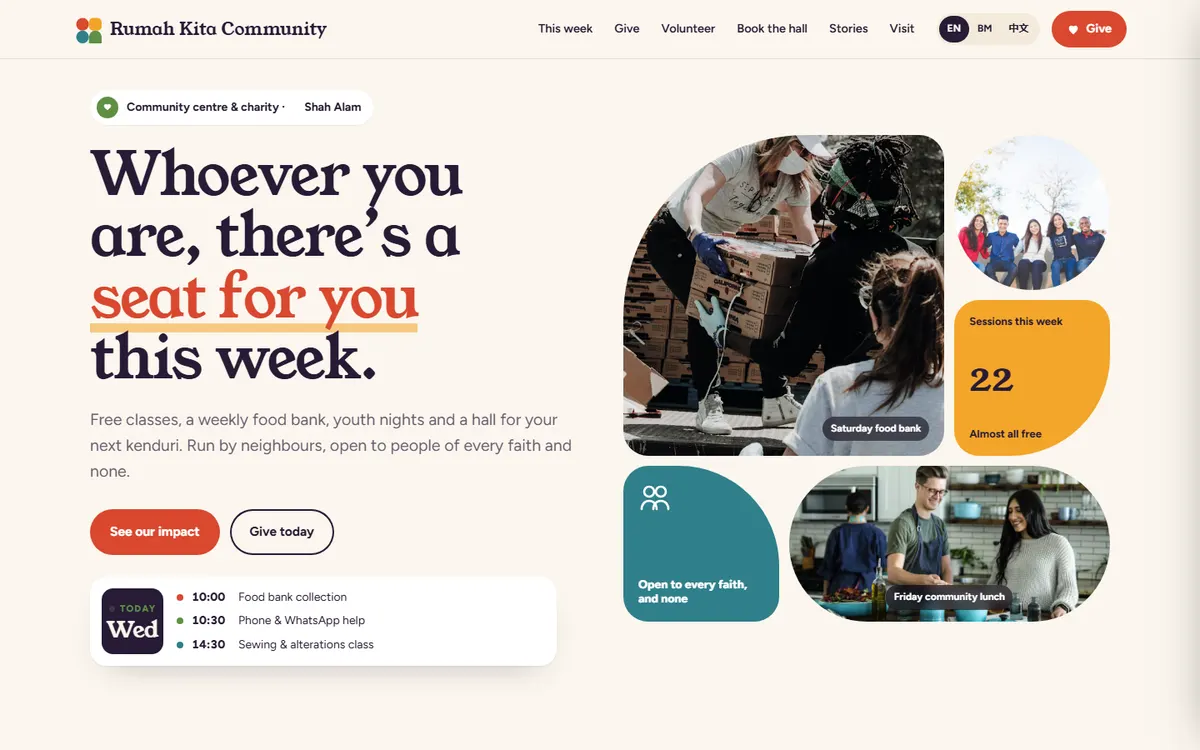 Rumah Kita Community
This week
Give
Volunteer
Book the hall
Stories
Visit
EN
BM
中文
Give
Community centre & charity · Shah Alam
Whoever you
are, there's a
seat for you
this week.
Free classes, a weekly food bank, youth nights and a hall for your
next kenduri. Run by neighbours, open to people of every faith and
none.
See our impact
Give today
TODAY
Wed
10:00 Food bank collection
10:30 Phone & WhatsApp help
14:30 Sewing & alterations class
Saturday food bank
Sessions this week
22
Almost all free
Open to every faith,
and none
Friday community lunch